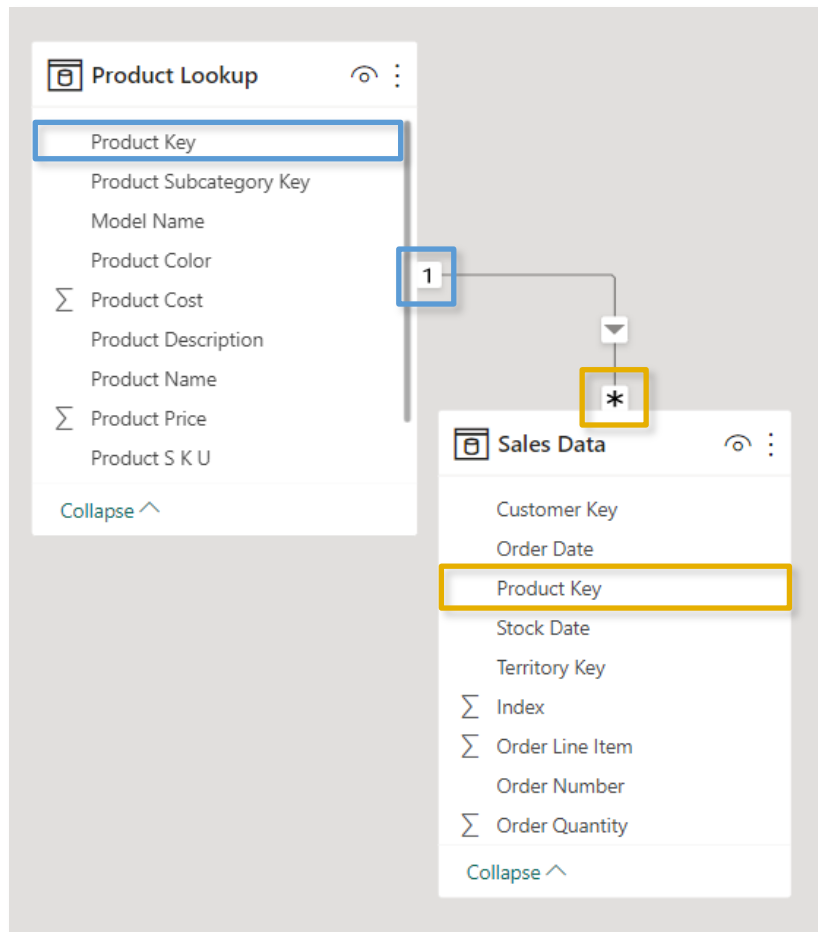 Product Lookup
Product Key
Product Subcategory Key
Model Name
Product Color
Product Cost
Product Description
Product Name
Product Price
Product S K U
Collapse
1
*
Sales Data
Customer Key
Order Date
Product Key
Stock Date
Territory Key
Index
Order Line Item
Order Number
Order Quantity
Collapse